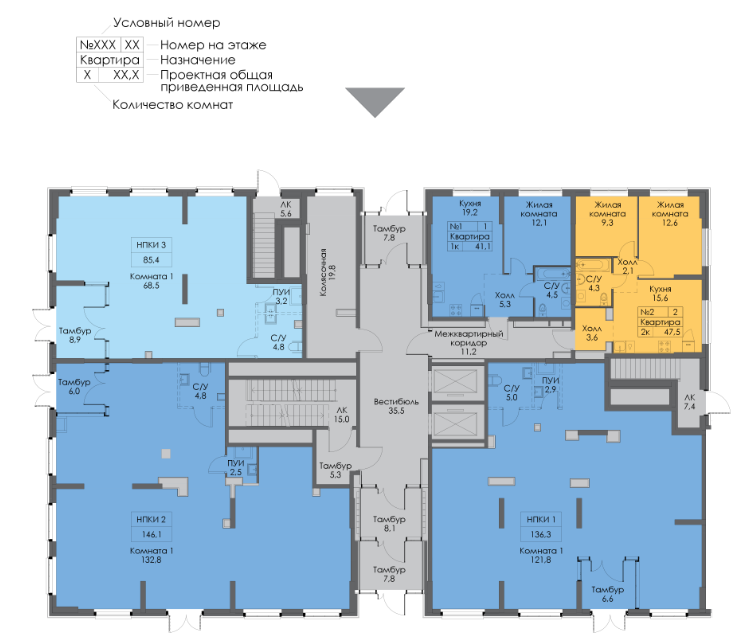 Условный номер
№XXX XX
Номер на этаже
Квартира
Назначение
X XX,X
Проектная общая
приведенная площадь
Количество комнат
НПКИ 3
85,4
Комната 1
68,5
Тамбур
8,9
ПУИ
3,2
С/У
4,8
ЛК
5,6
Колясочная
19,8
Тамбур
7,8
Кухня
19,2
№1 1
Квартира
1к 41,1
Жилая
комната
12,1
Холл
5,3
С/У
4,5
Жилая
комната
9,3
Жилая
комната
12,6
Холл
2,1
С/У
4,3
Кухня
15,6
№2 2
Квартира
2к 47,5
Холл
3,6
Межквартирный
коридор
11,2
Тамбур
6,0
С/У
4,8
ЛК
15,0
Вестибюль
35,5
С/У
5,0
ПУИ
2,9
ЛК
7,4
ПУИ
2,5
Тамбур
5,3
НПКИ 2
146,1
Комната 1
132,8
Тамбур
8,1
Тамбур
7,8
НПКИ 1
136,3
Комната 1
121,8
Тамбур
6,6